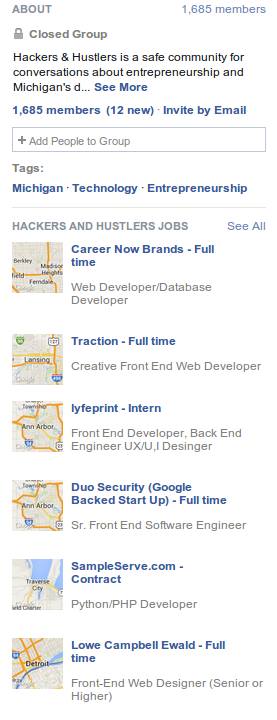 ABOUT 1,685 members
Closed Group
Hackers & Hustlers is a safe community for
conversations about entrepreneurship and
Michigan's d... See More
1,685 members (12 new) · Invite by Email
+ Add People to Group
Tags:
Michigan · Technology · Entrepreneurship
HACKERS AND HUSTLERS JOBS See All
Berkley
Madison
Heights
field
Ferndale
Career Now Brands - Full
time
Web Developer/Database
Developer
Lansing
Traction - Full time
Creative Front End Web Developer
Township
Ann Arbor
lyfeprint - Intern
Front End Developer, Back End
Engineer UX/U,I Desinger
Township
Ann Arbor
Duo Security (Google
Backed Start Up) - Full time
Sr. Front End Software Engineer
Traverse
City
SampleServe.com -
Contract
Python/PHP Developer
Detroit
Lowe Campbell Ewald - Full
time
Front-End Web Designer (Senior or
Higher)